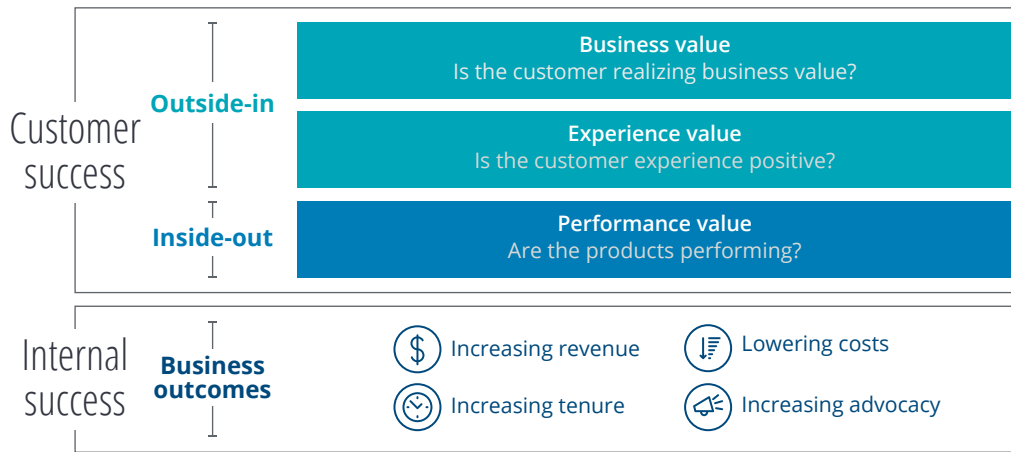 Customer
success
Outside-in
Business value
Is the customer realizing business value?
Experience value
Is the customer experience positive?
Inside-out
Performance value
Are the products performing?
Internal
success
Business
outcomes
$ Increasing revenue
Lowering costs
Increasing tenure
Increasing advocacy